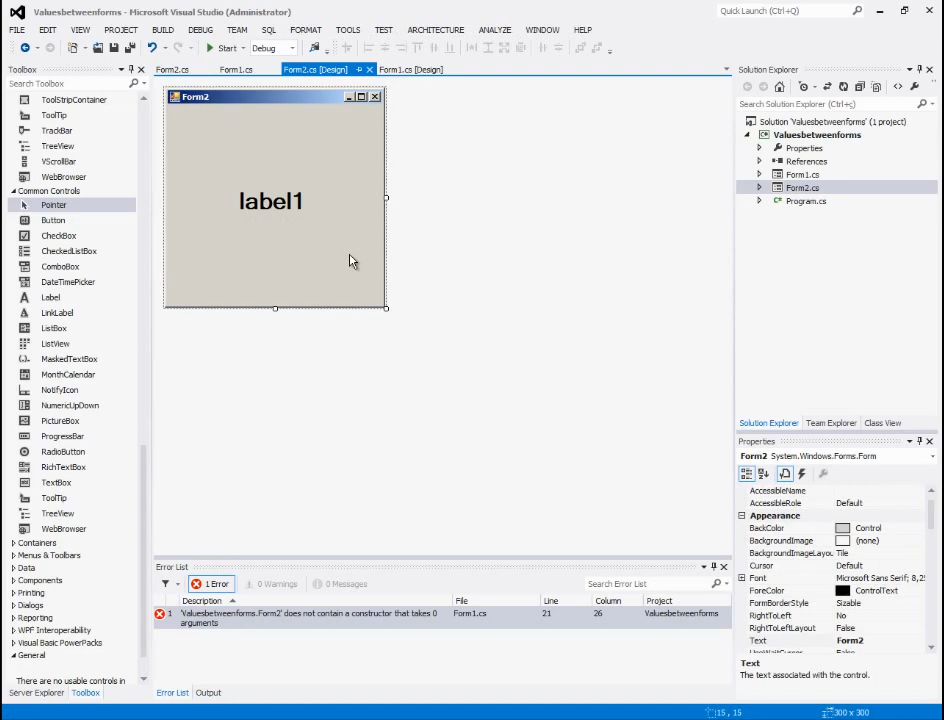 Valuesbetweenforms - Microsoft Visual Studio (Administrator)
Quick Launch (Ctrl+Q)
FILE EDIT VIEW PROJECT BUILD DEBUG TEAM SQL FORMAT TOOLS TEST ARCHITECTURE ANALYZE WINDOW HELP
Start Debug
Toolbox
Search Toolbox
ToolStripContainer
ToolTip
TrackBar
TreeView
VScrollBar
WebBrowser
Common Controls
Pointer
Button
CheckBox
CheckedListBox
ComboBox
DateTimePicker
Label
LinkLabel
ListBox
ListView
MaskedTextBox
MonthCalendar
NotifyIcon
NumericUpDown
PictureBox
ProgressBar
RadioButton
RichTextBox
TextBox
ToolTip
TreeView
WebBrowser
Containers
Menus & Toolbars
Data
Components
Printing
Dialogs
Reporting
WPF Interoperability
Visual Basic PowerPacks
General
There are no usable controls in
Server Explorer Toolbox
Form2.cs Form1.cs Form2.cs [Design] Form1.cs [Design]
Form2
label1
Error List
1 Error 0 Warnings 0 Messages Search Error List
Description File Line Column Project
1 'Valuesbetweenforms.Form2' does not contain a constructor that takes 0 Form1.cs 21 26 Valuesbetweenforms
arguments
Error List Output
Solution Explorer
Search Solution Explorer (Ctrl+ç)
Solution 'Valuesbetweenforms' (1 project)
Valuesbetweenforms
Properties
References
Form1.cs
Form2.cs
Program.cs
Solution Explorer Team Explorer Class View
Properties
Form2 System.Windows.Forms.Form
AccessibleName
AccessibleRole Default
Appearance
BackColor Control
BackgroundImage (none)
BackgroundImageLayou Tile
Cursor Default
Font Microsoft Sans Serif; 8,25
ForeColor ControlText
FormBorderStyle Sizable
RightToLeft No
RightToLeftLayout False
Text Form2
UseWaitCursor False
Text
The text associated with the control.
15 , 15 300 x 300